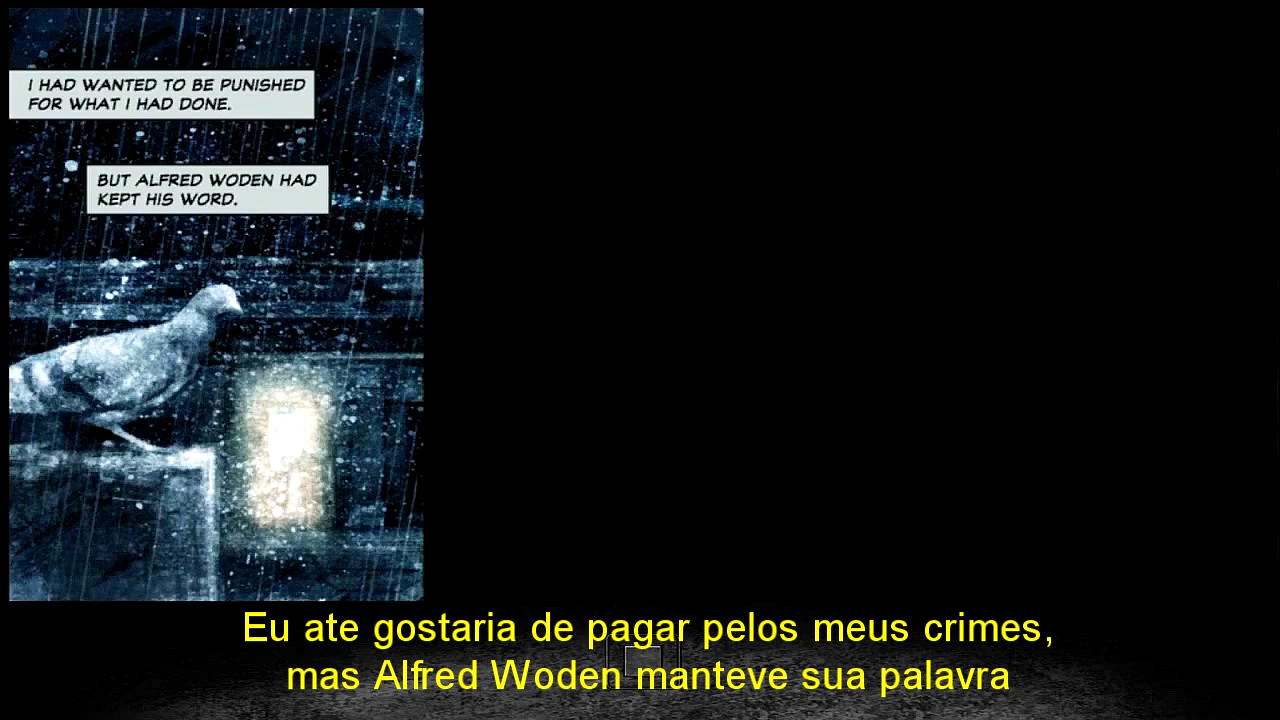 I HAD WANTED TO BE PUNISHED
FOR WHAT I HAD DONE.
BUT ALFRED WODEN HAD
KEPT HIS WORD.
Eu ate gostaria de pagar pelos meus crimes,
mas Alfred Woden manteve sua palavra